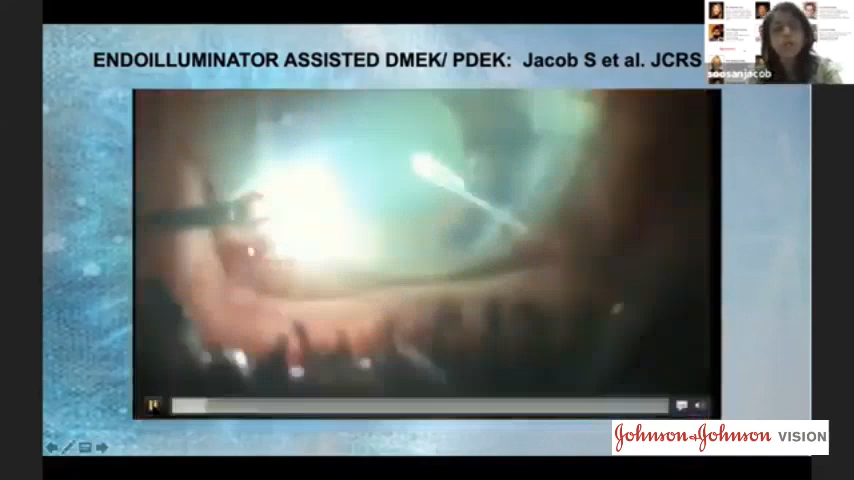 ENDOILLUMINATOR ASSISTED DMEK/ PDEK: Jacob S et al. JCRS
soosanjacob
Johnson & Johnson VISION